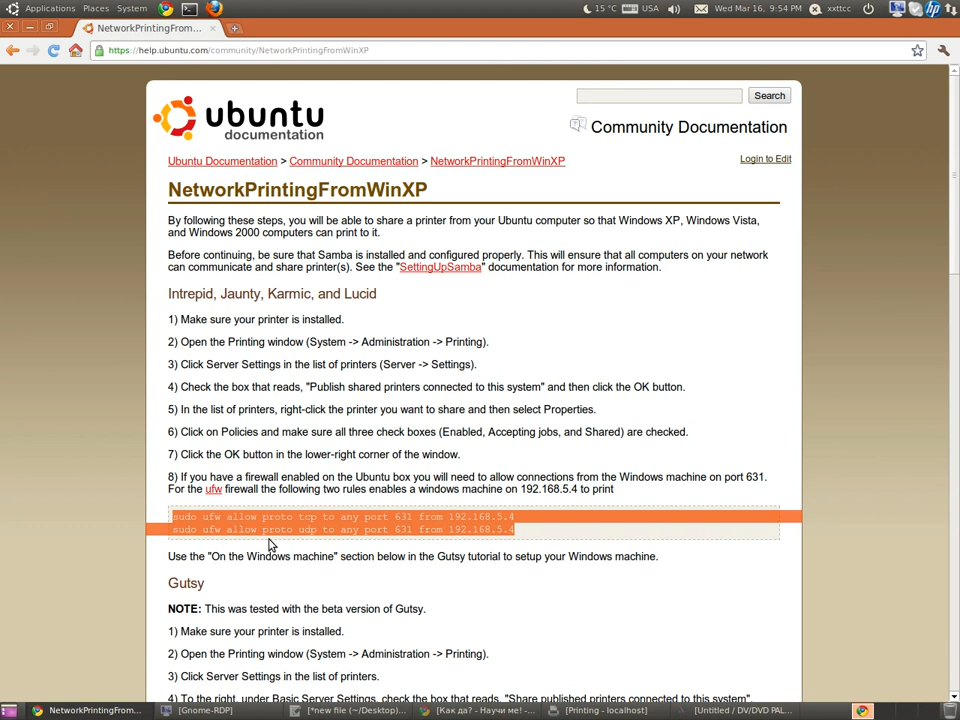 Applications Places System
15 °C USA Wed Mar 16, 9:54 PM xxttcc
NetworkPrintingFrom...
https://help.ubuntu.com/community/NetworkPrintingFromWinXP
ubuntu
documentation
Search
Community Documentation
Ubuntu Documentation > Community Documentation > NetworkPrintingFromWinXP
Login to Edit
NetworkPrintingFromWinXP
By following these steps, you will be able to share a printer from your Ubuntu computer so that Windows XP, Windows Vista,
and Windows 2000 computers can print to it.
Before continuing, be sure that Samba is installed and configured properly. This will ensure that all computers on your network
can communicate and share printer(s). See the "SettingUpSamba" documentation for more information.
Intrepid, Jaunty, Karmic, and Lucid
1) Make sure your printer is installed.
2) Open the Printing window (System -> Administration -> Printing).
3) Click Server Settings in the list of printers (Server -> Settings).
4) Check the box that reads, "Publish shared printers connected to this system" and then click the OK button.
5) In the list of printers, right-click the printer you want to share and then select Properties.
6) Click on Policies and make sure all three check boxes (Enabled, Accepting jobs, and Shared) are checked.
7) Click the OK button in the lower-right corner of the window.
8) If you have a firewall enabled on the Ubuntu box you will need to allow connections from the Windows machine on port 631.
For the ufw firewall the following two rules enables a windows machine on 192.168.5.4 to print
sudo ufw allow proto tcp to any port 631 from 192.168.5.4
sudo ufw allow proto udp to any port 631 from 192.168.5.4
Use the "On the Windows machine" section below in the Gutsy tutorial to setup your Windows machine.
Gutsy
NOTE: This was tested with the beta version of Gutsy.
1) Make sure your printer is installed.
2) Open the Printing window (System -> Administration -> Printing).
3) Click Server Settings in the list of printers.
4) To the right, under Basic Server Settings, check the box that reads, "Share published printers connected to this system"
NetworkPrintingFrom... [Gnome-RDP] [*new file (~/Desktop)... [Как да? - Научи ме! -... [Printing - localhost] [Untitled / DV/DVD PAL...